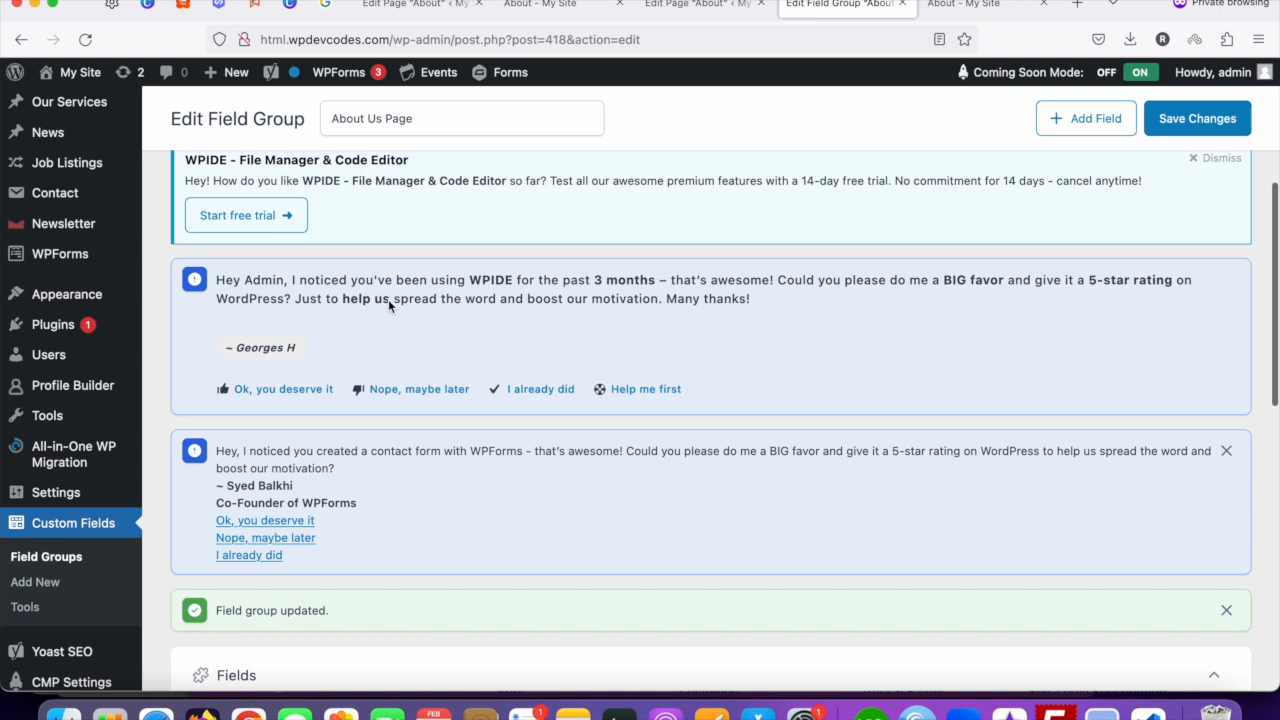 Edit Page "About" ‹ My
About - My Site
Edit Page "About" ‹ My
Edit Field Group "About
About - My Site
Private browsing
html.wpdevcodes.com/wp-admin/post.php?post=418&action=edit
My Site
2
0
New
WPForms 3
Events
Forms
Coming Soon Mode: OFF ON
Howdy, admin
Our Services
News
Job Listings
Contact
Newsletter
WPForms
Appearance
Plugins 1
Users
Profile Builder
Tools
All-in-One WP
Migration
Settings
Custom Fields
Field Groups
Add New
Tools
Yoast SEO
CMP Settings
Edit Field Group
About Us Page
Add Field
Save Changes
WPIDE - File Manager & Code Editor
Dismiss
Hey! How do you like WPIDE - File Manager & Code Editor so far? Test all our awesome premium features with a 14-day free trial. No commitment for 14 days - cancel anytime!
Start free trial
Hey Admin, I noticed you've been using WPIDE for the past 3 months – that's awesome! Could you please do me a BIG favor and give it a 5-star rating on
WordPress? Just to help us spread the word and boost our motivation. Many thanks!
~ Georges H
Ok, you deserve it
Nope, maybe later
I already did
Help me first
Hey, I noticed you created a contact form with WPForms - that's awesome! Could you please do me a BIG favor and give it a 5-star rating on WordPress to help us spread the word and
boost our motivation?
~ Syed Balkhi
Co-Founder of WPForms
Ok, you deserve it
Nope, maybe later
I already did
Field group updated.
Fields
FEB
1
1